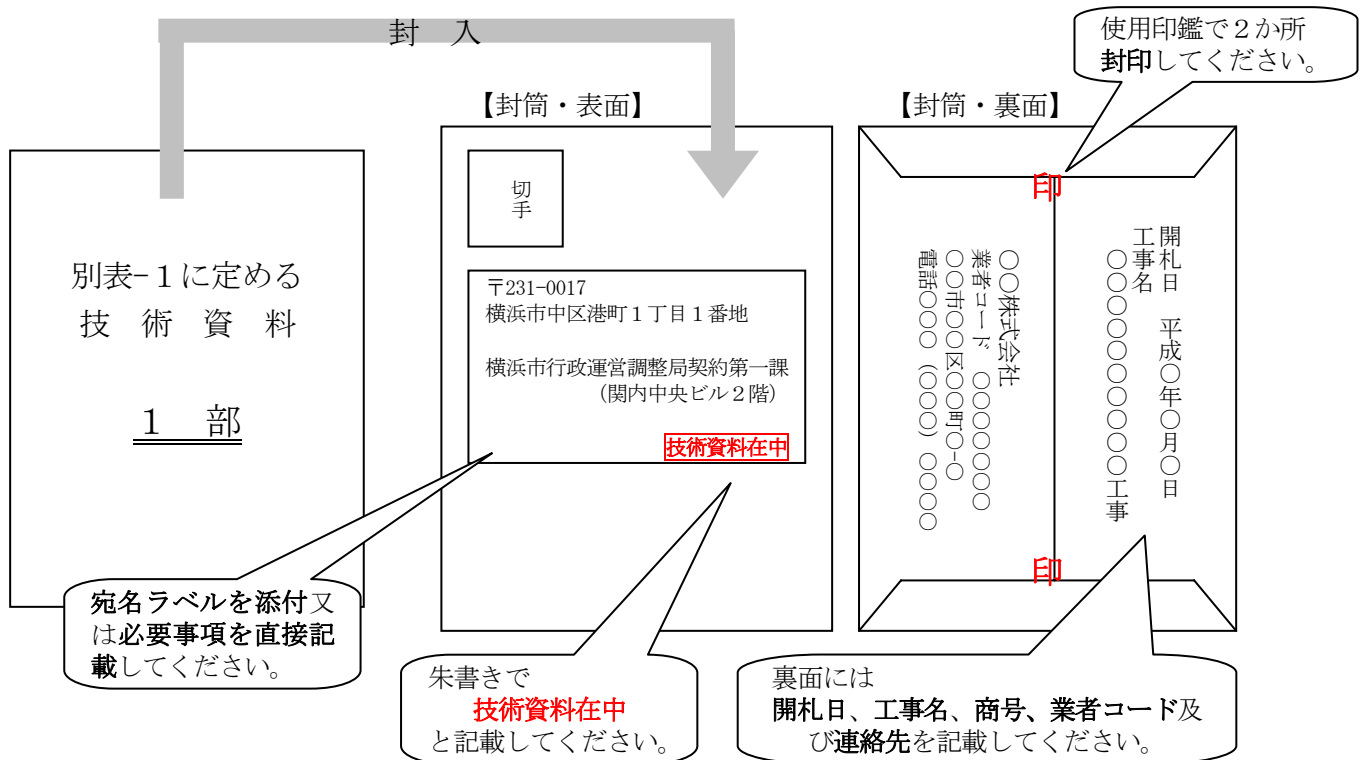 封　入
使用印鑑で２か所
封印してください。
【封筒・表面】
【封筒・裏面】
別表-１に定める
技　術　資　料
１　部
切手
〒231-0017
横浜市中区港町１丁目１番地
横浜市行政運営調整局契約第一課
（関内中央ビル２階）
技術資料在中
印
開札日　平成○年○月○日
工事名
○○○○○○○○○○工事
○○株式会社
業者コード　○○○○○○○
○○市○○区○○町○-○
電話○○○（○○○）○○○○
印
宛名ラベルを添付又
は必要事項を直接記
載してください。
朱書きで
技術資料在中
と記載してください。
裏面には
開札日、工事名、商号、業者コード及
び連絡先を記載してください。